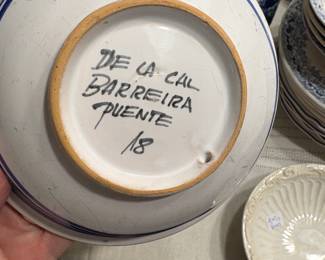 DE LA CAL
BARREIRA
PUENTE
18